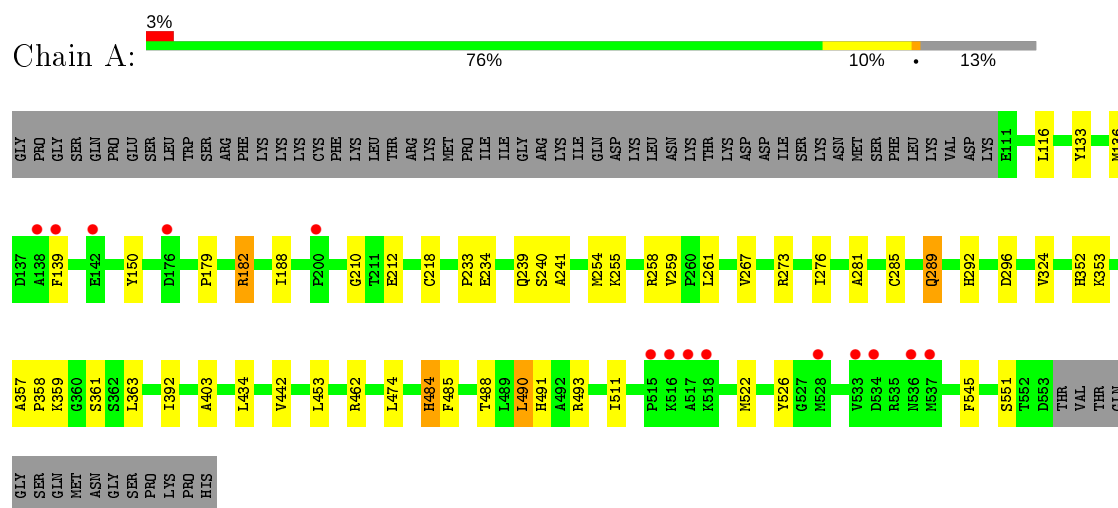 3%
Chain A:
76% 10% • 13%
GLY PRO GLY SER GLN PRO GLU SER LEU TRP SER ARG PHE LYS LYS LYS CYS PHE LYS LEU THR ARG LYS MET PRO ILE ILE GLY ARG LYS ILE GLN ASP LYS LEU ASN LYS THR LYS ASP ASP ILE SER LYS ASN MET SER PHE LEU LYS VAL ASP LYS E111 L116 Y133 M136
D137 A138 F139 E142 Y150 D176 P179 R182 I188 P200 G210 T211 E212 C218 P233 E234 Q239 S240 A241 M254 K255 R258 V259 P260 L261 V267 R273 I276 A281 C285 Q289 H292 D296 V324 H352 K353
A357 P358 K359 G360 S361 S362 L363 I392 A403 L434 V442 L453 R462 L474 H484 F485 T488 L489 L490 H491 A492 R493 I511 P515 K516 A517 K518 M522 Y526 G527 M528 V533 D534 R535 N536 M537 F545 S551 T552 D553 THR VAL THR GLN
GLY SER GLN MET ASN GLY SER PRO LYS PRO HIS